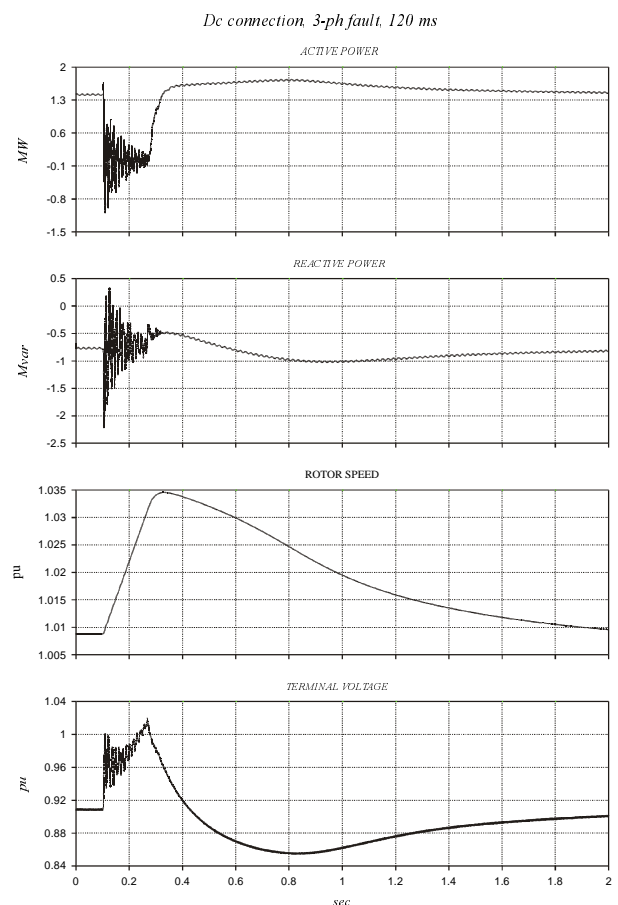 Dc connection, 3-ph fault, 120 ms
ACTIVE POWER
2
1.3
0.6
-0.1
-0.8
-1.5
MW
REACTIVE POWER
0.5
0
-0.5
-1
-1.5
-2
-2.5
Mvar
ROTOR SPEED
1.035
1.03
1.025
1.02
1.015
1.01
1.005
pu
TERMINAL VOLTAGE
1.04
1
0.96
0.92
0.88
0.84
pu
0 0.2 0.4 0.6 0.8 1 1.2 1.4 1.6 1.8 2
sec